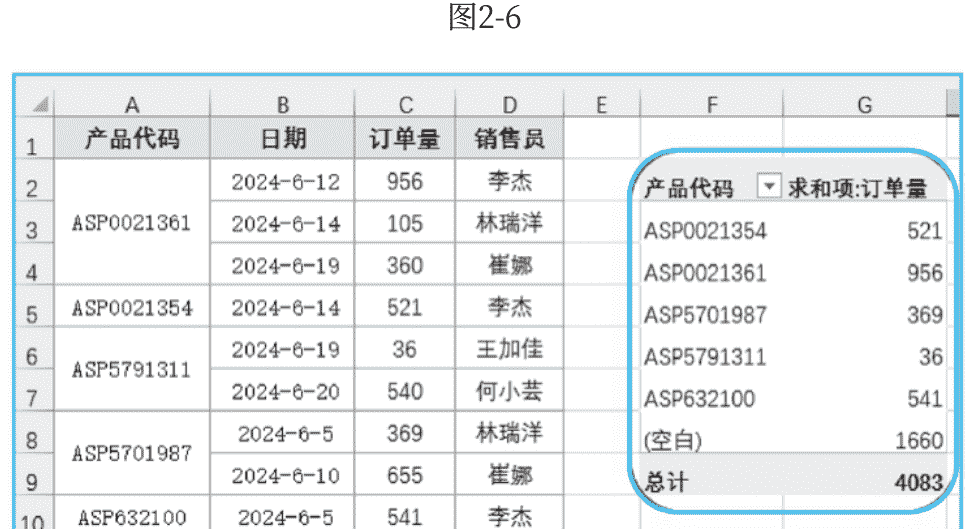 图2-6
A B C D E F G
1 产品代码 日期 订单量 销售员
2 2024-6-12 956 李杰 产品代码 求和项:订单量
3 ASP0021361 2024-6-14 105 林瑞洋 ASP0021354 521
4 2024-6-19 360 崔娜 ASP0021361 956
5 ASP0021354 2024-6-14 521 李杰 ASP5701987 369
6 ASP5791311 2024-6-19 36 王加佳 ASP5791311 36
7 2024-6-20 540 何小芸 ASP632100 541
8 ASP5701987 2024-6-5 369 林瑞洋 (空白) 1660
9 2024-6-10 655 崔娜 总计 4083
10 ASP632100 2024-6-5 541 李杰